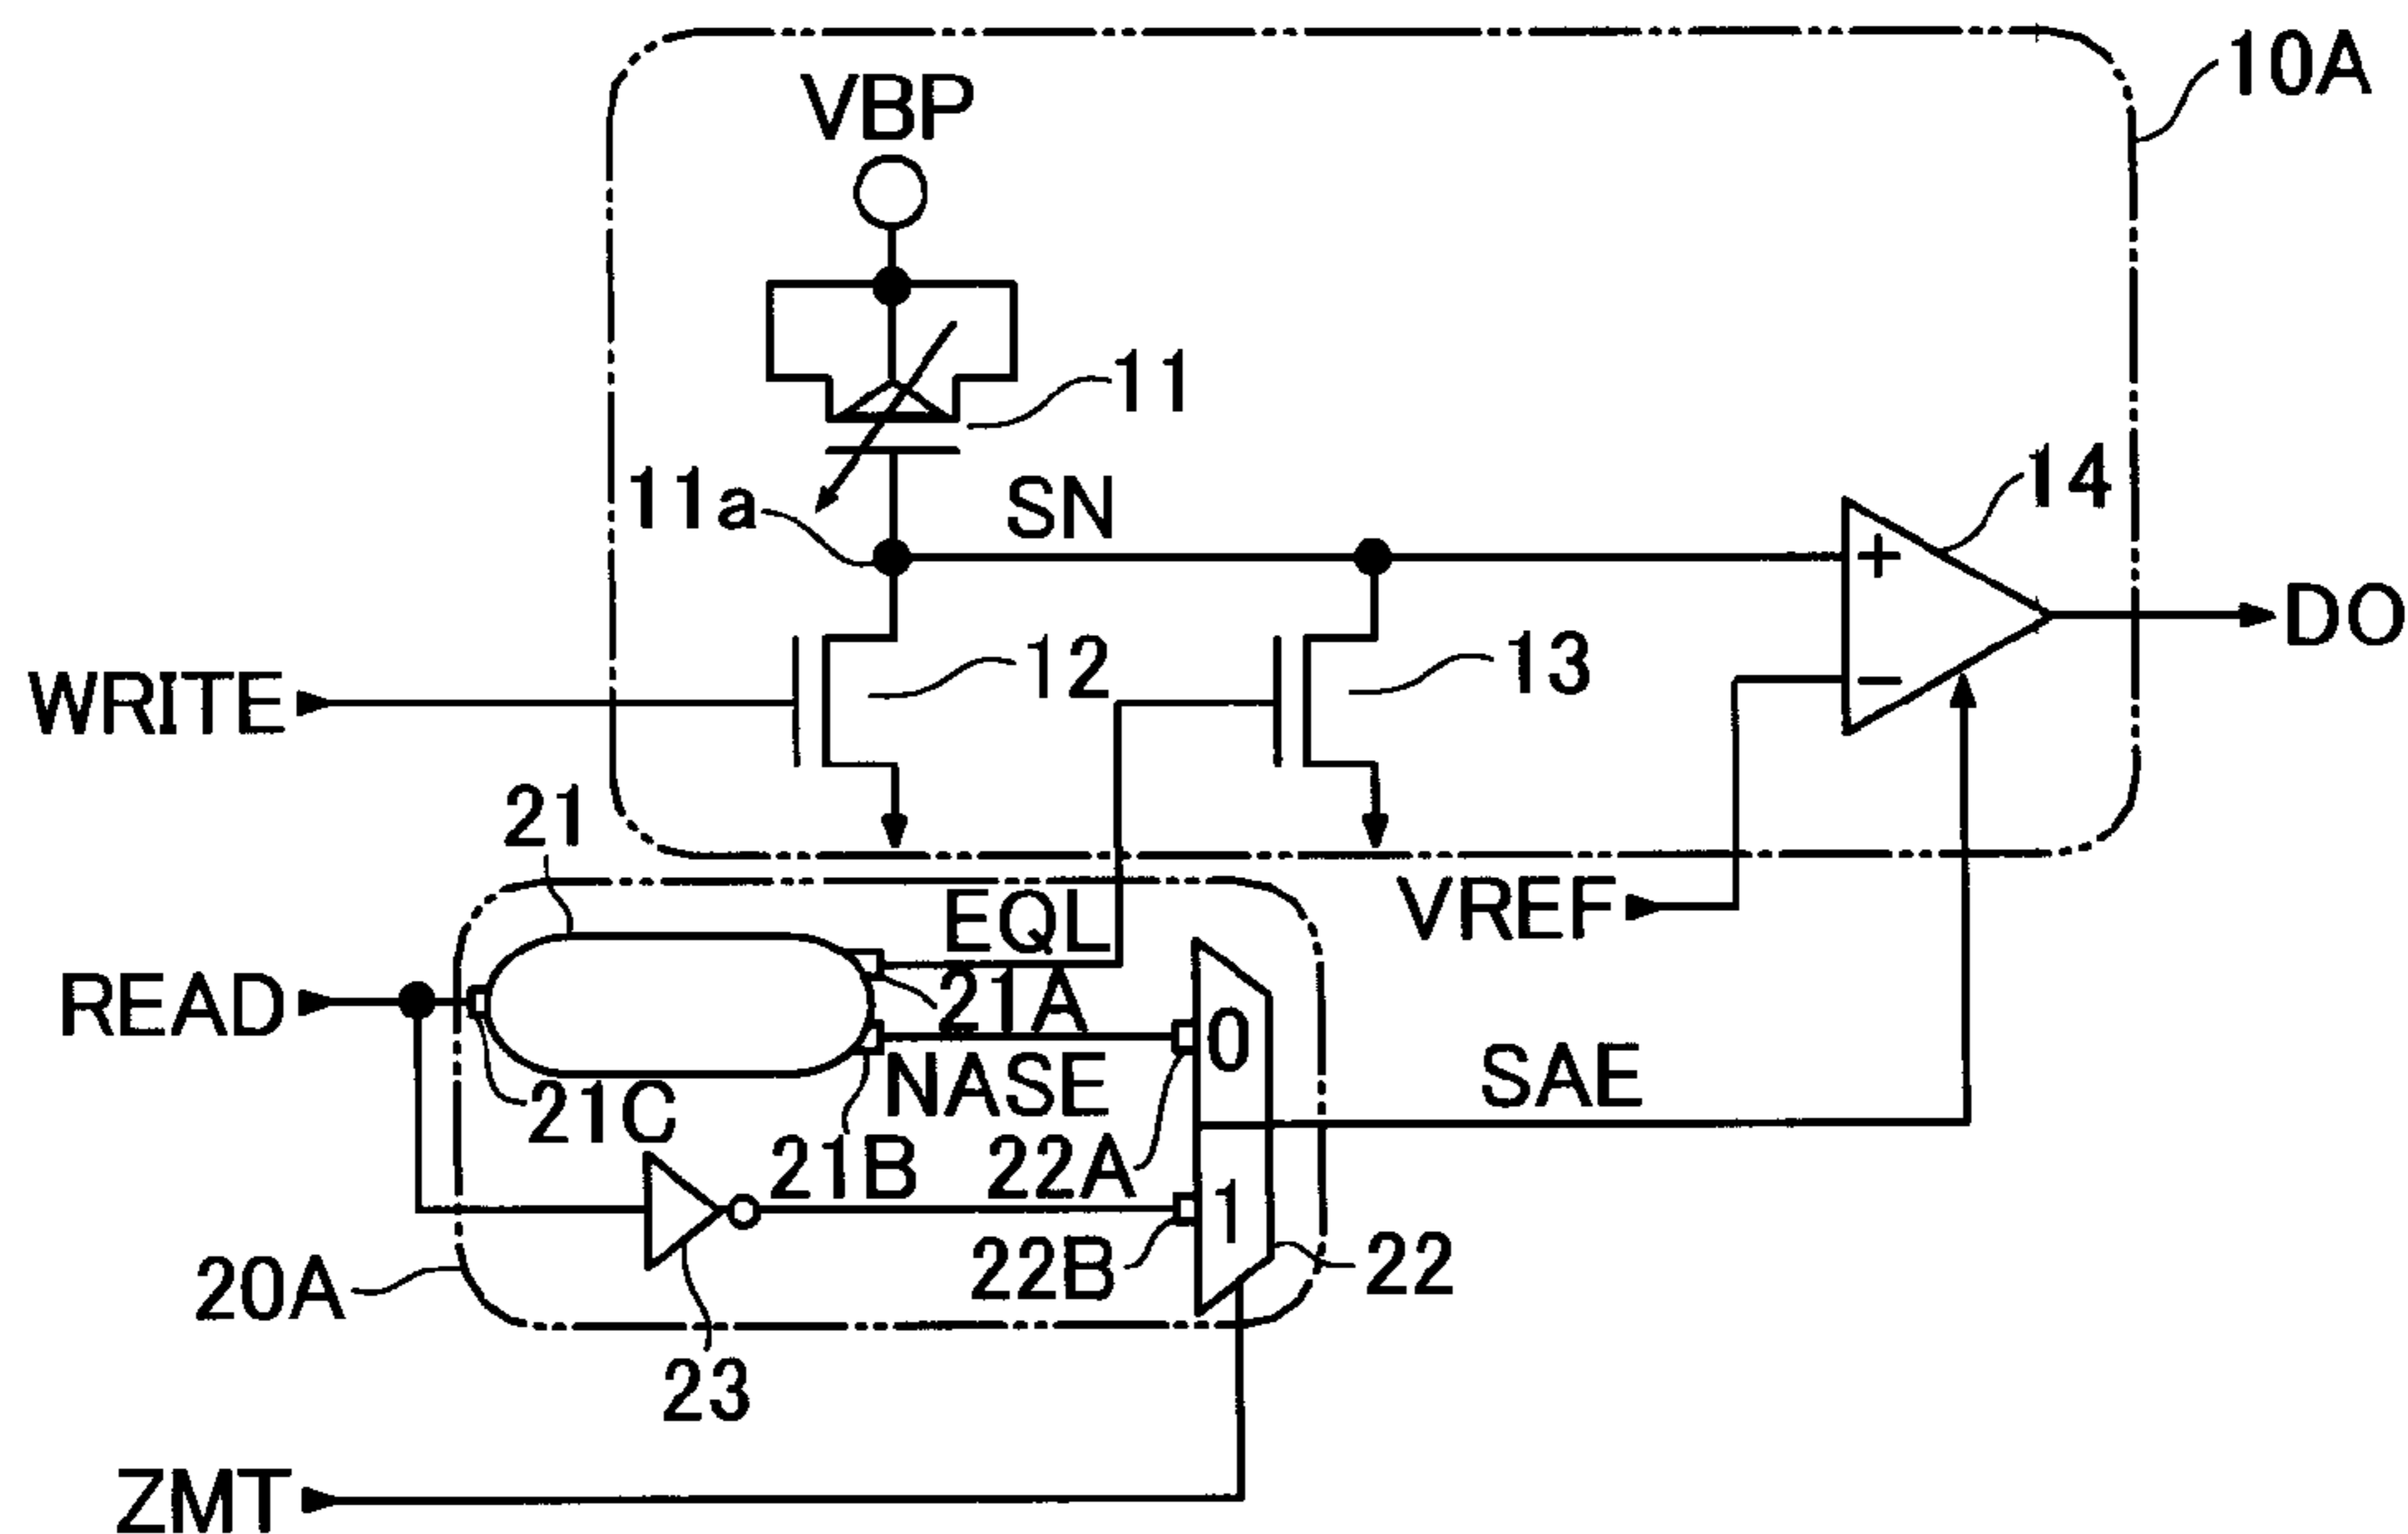 10A
VBP
11
11a
SN
14
DO
WRITE
12
13
+
−
21
VREF
EQL
READ
21A
0
NASE
SAE
21C
21B
22A
1
20A
22B
22
23
ZMT